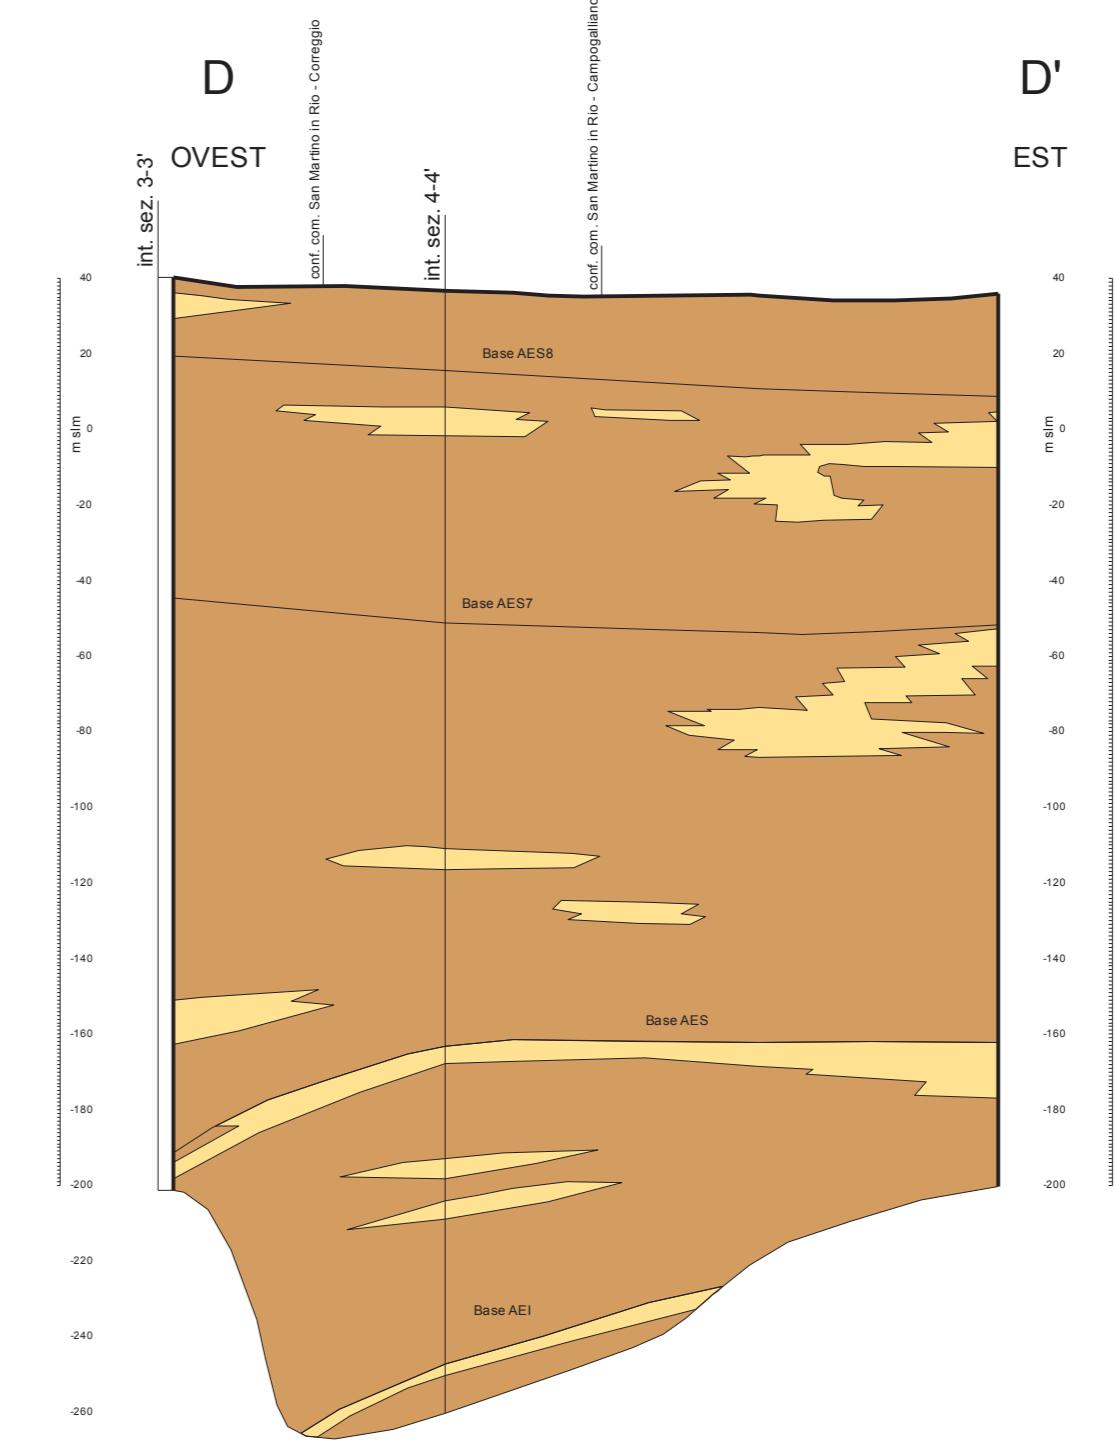 D
D'
OVEST
EST
int. sez. 3-3'
conf. com. San Martino in Rio - Correggio
int. sez. 4-4'
conf. com. San Martino in Rio - Campogalliano
40
20
0
-20
-40
-60
-80
-100
-120
-140
-160
-180
-200
-220
-240
-260
m slm
Base AES8
Base AES7
Base AES
Base AEI
40
20
0
-20
-40
-60
-80
-100
-120
-140
-160
-180
-200
m slm